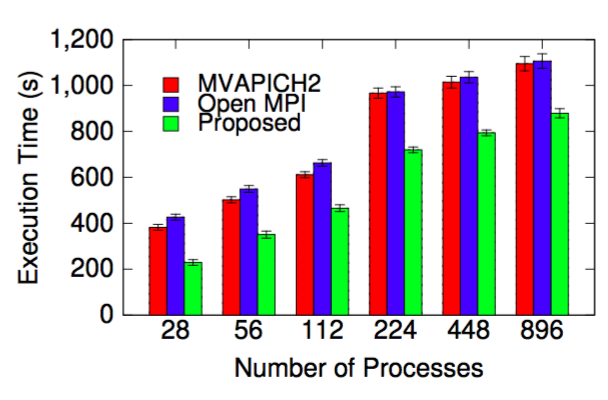 1,200
1,000
800
600
400
200
0
Execution Time (s)
MVAPICH2
Open MPI
Proposed
28 56 112 224 448 896
Number of Processes